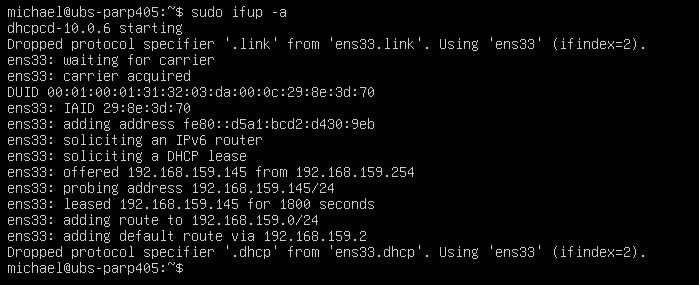 michael@ubs-parp405:~$ sudo ifup -a
dhcpcd-10.0.6 starting
Dropped protocol specifier '.link' from 'ens33.link'. Using 'ens33' (ifindex=2).
ens33: waiting for carrier
ens33: carrier acquired
DUID 00:01:00:01:31:32:03:da:00:0c:29:8e:3d:70
ens33: IAID 29:8e:3d:70
ens33: adding address fe80::d5a1:bcd2:d430:9eb
ens33: soliciting an IPv6 router
ens33: soliciting a DHCP lease
ens33: offered 192.168.159.145 from 192.168.159.254
ens33: probing address 192.168.159.145/24
ens33: leased 192.168.159.145 for 1800 seconds
ens33: adding route to 192.168.159.0/24
ens33: adding default route via 192.168.159.2
Dropped protocol specifier '.dhcp' from 'ens33.dhcp'. Using 'ens33' (ifindex=2).
michael@ubs-parp405:~$